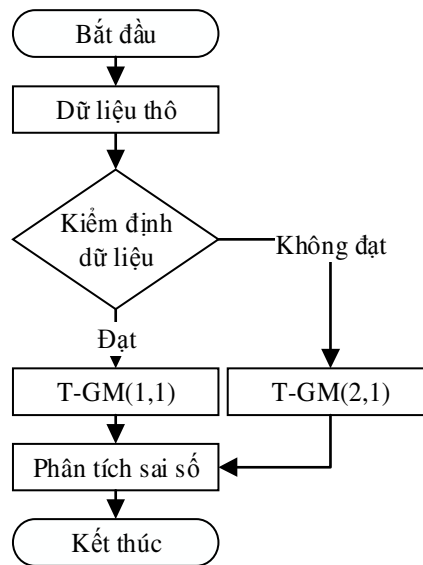 Bắt đầu
Dữ liệu thô
Kiểm định
dữ liệu
Không đạt
Đạt
T-GM(1,1)
T-GM(2,1)
Phân tích sai số
Kết thúc